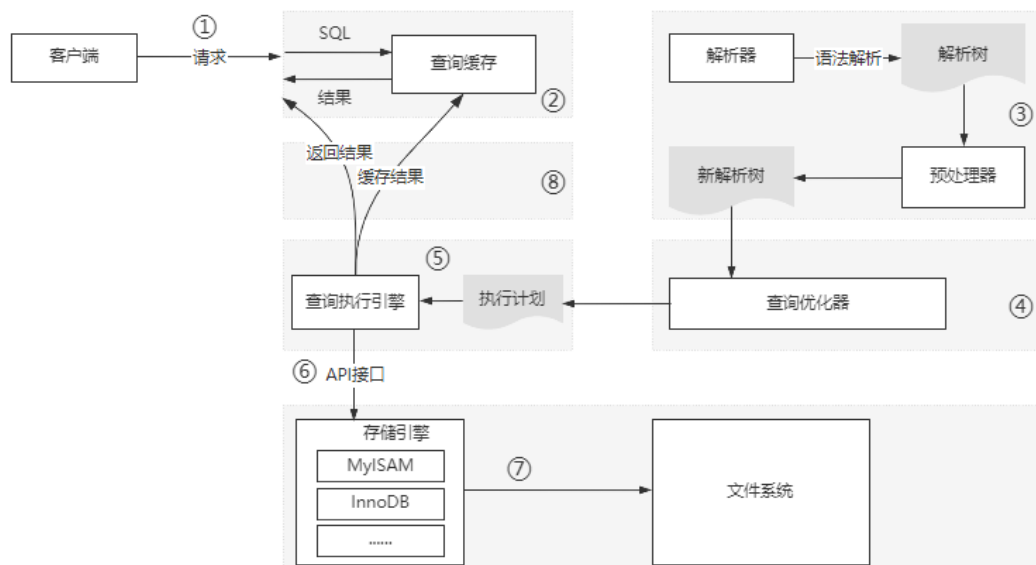 ①
客户端
请求
SQL
查询缓存
结果
②
返回结果
缓存结果
⑧
解析器
语法解析
解析树
③
新解析树
预处理器
⑤
查询执行引擎
执行计划
查询优化器
④
⑥
API接口
存储引擎
MyISAM
InnoDB
......
⑦
文件系统